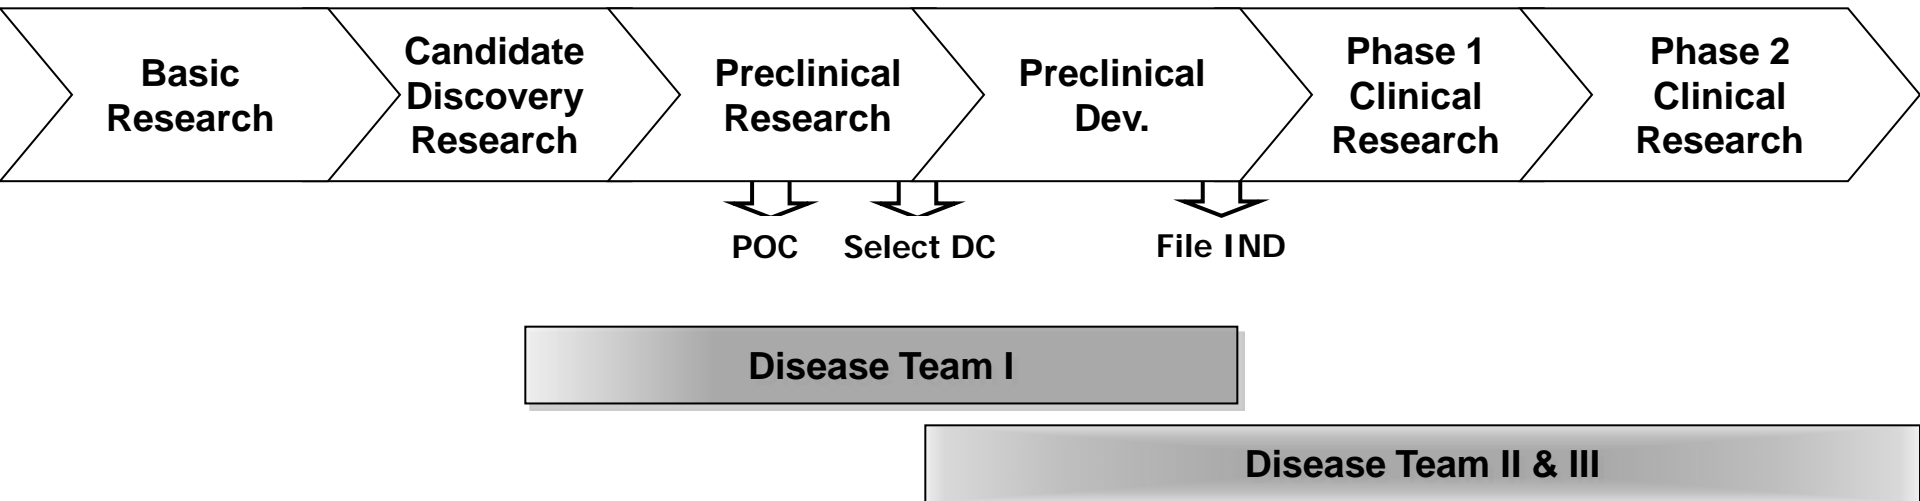 Basic
Research
Candidate
Discovery
Research
Preclinical
Research
Preclinical
Dev.
Phase 1
Clinical
Research
Phase 2
Clinical
Research
POC
Select DC
File IND
Disease Team I
Disease Team II & III